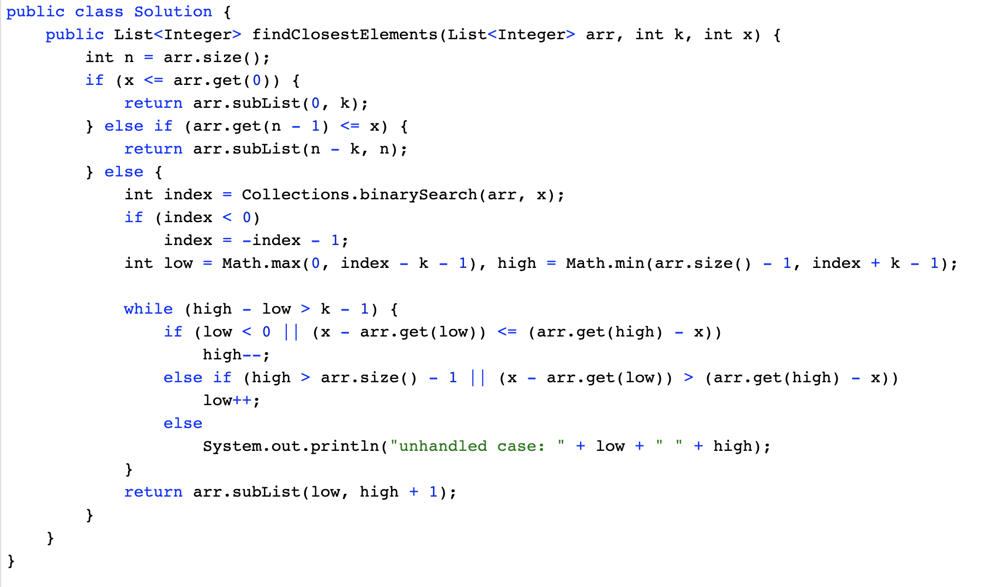 public class Solution {
    public List<Integer> findClosestElements(List<Integer> arr, int k, int x) {
        int n = arr.size();
        if (x <= arr.get(0)) {
            return arr.subList(0, k);
        } else if (arr.get(n - 1) <= x) {
            return arr.subList(n - k, n);
        } else {
            int index = Collections.binarySearch(arr, x);
            if (index < 0)
                index = -index - 1;
            int low = Math.max(0, index - k - 1), high = Math.min(arr.size() - 1, index + k - 1);

            while (high - low > k - 1) {
                if (low < 0 || (x - arr.get(low)) <= (arr.get(high) - x))
                    high--;
                else if (high > arr.size() - 1 || (x - arr.get(low)) > (arr.get(high) - x))
                    low++;
                else
                    System.out.println("unhandled case: " + low + " " + high);
            }
            return arr.subList(low, high + 1);
        }
    }
}